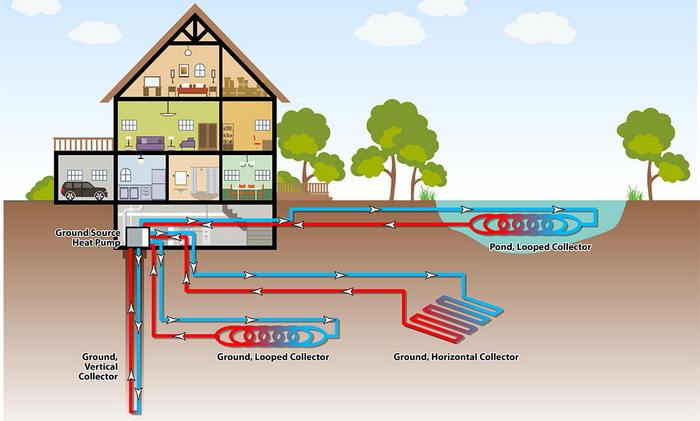 Ground Source
Heat Pump
Pond, Looped Collector
Ground,
Vertical
Collector
Ground, Looped Collector
Ground, Horizontal Collector